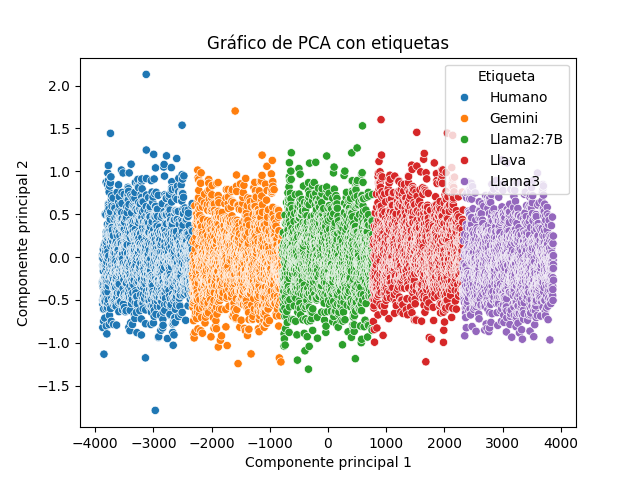 Gráfico de PCA con etiquetas
Etiqueta
Humano
Gemini
Llama2:7B
Llava
Llama3
Componente principal 2
2.0
1.5
1.0
0.5
0.0
−0.5
−1.0
−1.5
−4000 −3000 −2000 −1000 0 1000 2000 3000 4000
Componente principal 1